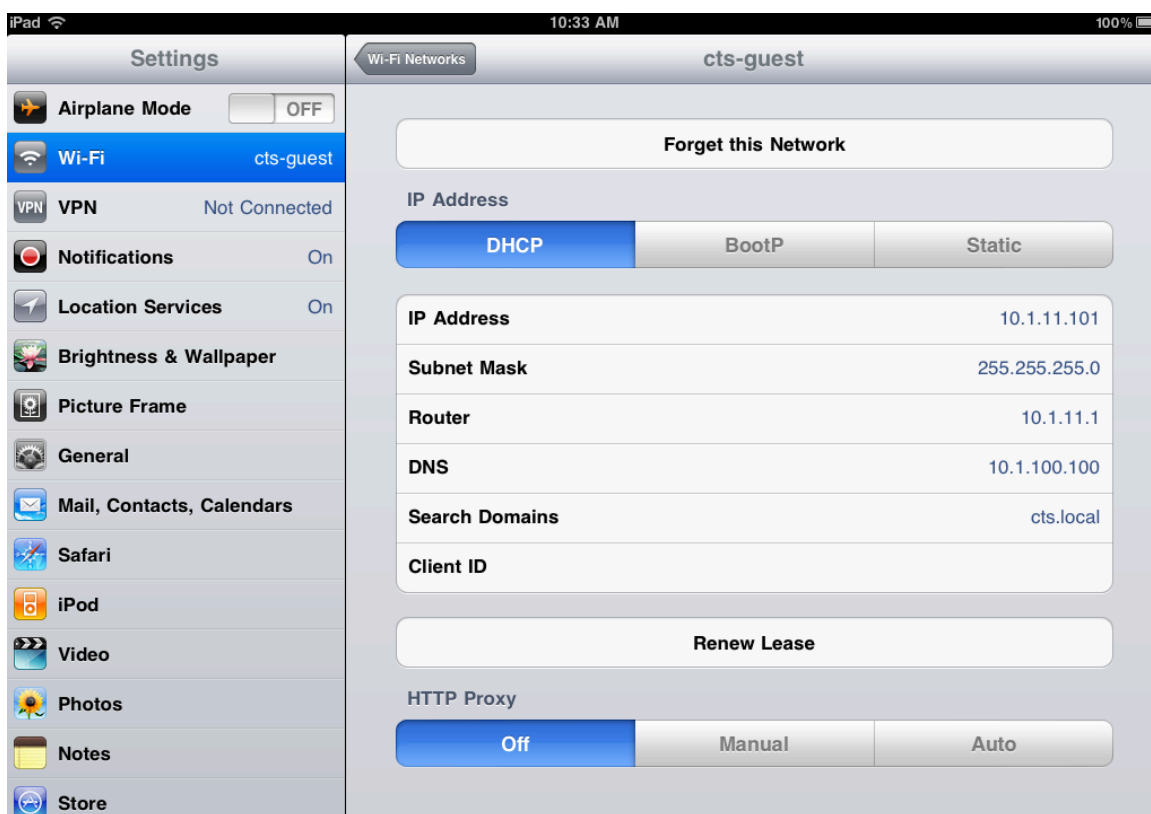 iPad 10:33 AM 100%
Settings
Airplane Mode OFF
Wi-Fi cts-guest
VPN VPN Not Connected
Notifications On
Location Services On
Brightness & Wallpaper
Picture Frame
General
Mail, Contacts, Calendars
Safari
iPod
Video
Photos
Notes
Store
Wi-Fi Networks cts-guest
Forget this Network
IP Address
DHCP BootP Static
IP Address 10.1.11.101
Subnet Mask 255.255.255.0
Router 10.1.11.1
DNS 10.1.100.100
Search Domains cts.local
Client ID
Renew Lease
HTTP Proxy
Off Manual Auto